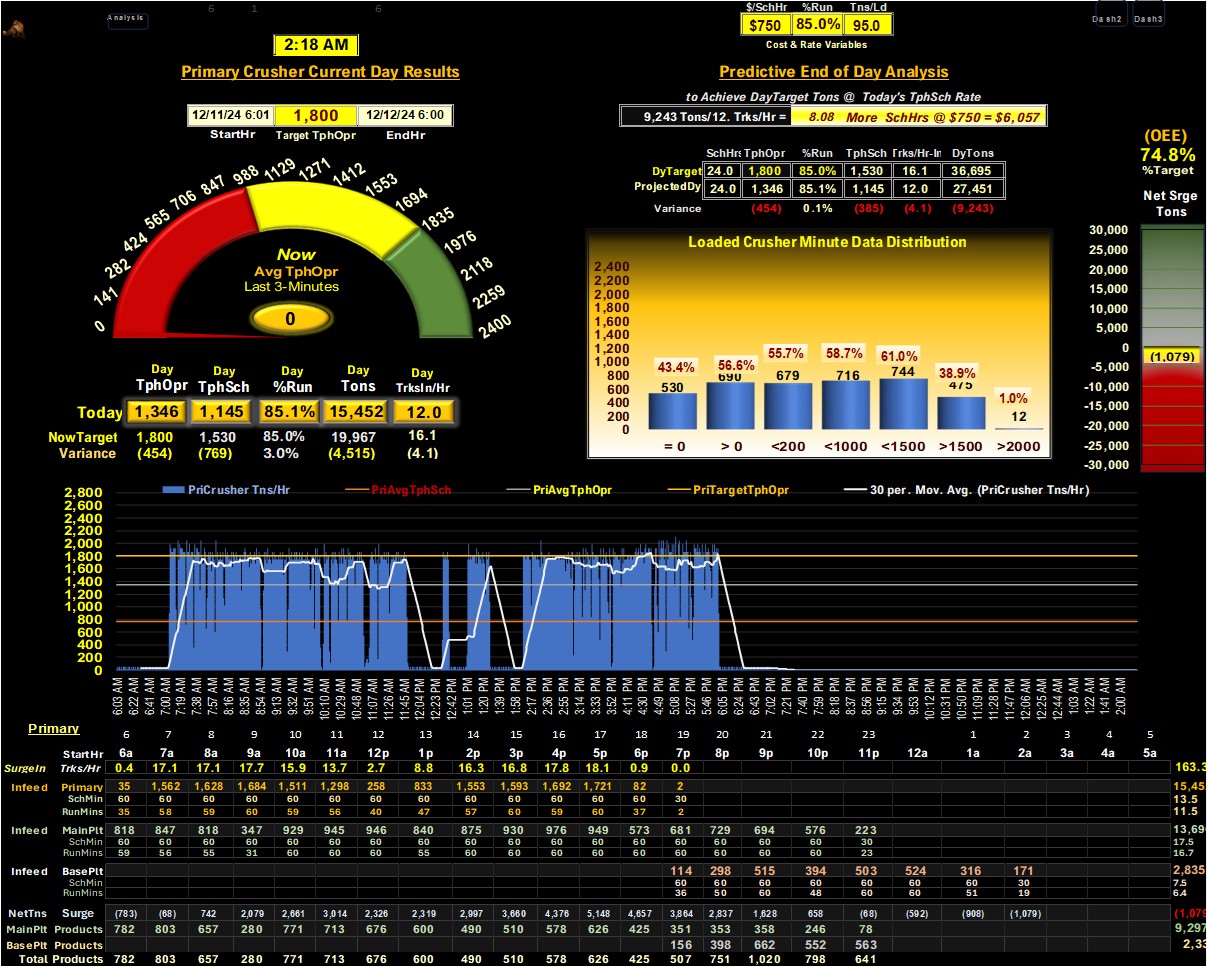 6 1 6
Analysis
$/SchHr %Run Tns/Ld
$750 85.0% 95.0
Cost & Rate Variables
Dash2 Dash3
2:18 AM
Primary Crusher Current Day Results
Predictive End of Day Analysis
to Achieve DayTarget Tons @ Today's TphSch Rate
12/11/24 6:01 1,800 12/12/24 6:00
StartHr Target TphOpr EndHr
9,243 Tons/12. Trks/Hr = 8.08 More SchHrs @ $750 = $6,057
(OEE)
74.8%
%Target
SchHrs TphOpr %Run TphSch Trks/Hr-In DyTons
DyTarget 24.0 1,800 85.0% 1,530 16.1 36,695
ProjectedDy 24.0 1,346 85.1% 1,145 12.0 27,451
Variance (454) 0.1% (385) (4.1) (9,243)
Net Srge
Tons
30,000
25,000
20,000
15,000
10,000
5,000
0
(1,079)
-5,000
-10,000
-15,000
-20,000
-25,000
-30,000
0 141 282 424 565 706 847 988 1129 1271 1412 1553 1694 1835 1976 2118 2259 2400
Now
Avg TphOpr
Last 3-Minutes
0
Loaded Crusher Minute Data Distribution
2,400
2,200
2,000
1,800
1,600
1,400
1,200
1,000
800
600
400
200
0
43.4% 56.6% 55.7% 58.7% 61.0% 38.9% 1.0%
530 690 679 716 744 475 12
= 0 > 0 <200 <1000 <1500 >1500 >2000
Day Day Day Day Day
TphOpr TphSch %Run Tons TrksIn/Hr
Today 1,346 1,145 85.1% 15,452 12.0
NowTarget 1,800 1,530 85.0% 19,967 16.1
Variance (454) (769) 3.0% (4,515) (4.1)
PriCrusher Tns/Hr PriAvgTphSch PriAvgTphOpr PriTargetTphOpr 30 per. Mov. Avg. (PriCrusher Tns/Hr)
2,800
2,600
2,400
2,200
2,000
1,800
1,600
1,400
1,200
1,000
800
600
400
200
0
6:03 AM 6:22 AM 6:41 AM 7:00 AM 7:19 AM 7:38 AM 7:57 AM 8:16 AM 8:35 AM 8:54 AM 9:13 AM 9:32 AM 9:51 AM 10:10 AM 10:29 AM 10:48 AM 11:07 AM 11:26 AM 11:45 AM 12:04 PM 12:23 PM 12:42 PM 1:01 PM 1:20 PM 1:39 PM 1:58 PM 2:17 PM 2:36 PM 2:55 PM 3:14 PM 3:33 PM 3:52 PM 4:11 PM 4:30 PM 4:49 PM 5:08 PM 5:27 PM 5:46 PM 6:05 PM 6:24 PM 6:43 PM 7:02 PM 7:21 PM 7:40 PM 7:59 PM 8:18 PM 8:37 PM 8:56 PM 9:15 PM 9:34 PM 9:53 PM 10:12 PM 10:31 PM 10:50 PM 11:09 PM 11:28 PM 11:47 PM 12:06 AM 12:25 AM 12:44 AM 1:03 AM 1:22 AM 1:41 AM 2:00 AM
Primary
6 7 8 9 10 11 12 13 14 15 16 17 18 19 20 21 22 23 1 2 3 4 5
StartHr 6a 7a 8a 9a 10a 11a 12p 1p 2p 3p 4p 5p 6p 7p 8p 9p 10p 11p 12a 1a 2a 3a 4a 5a
SurgeIn Trks/Hr 0.4 17.1 17.1 17.7 15.9 13.7 2.7 8.8 16.3 16.8 17.8 18.1 0.9 0.0 163.3
Infeed Primary 35 1,562 1,628 1,684 1,511 1,298 258 833 1,553 1,593 1,692 1,721 82 2 15,45
SchMin 60 60 60 60 60 60 60 60 60 60 60 60 60 30 13.5
RunMins 35 58 59 60 59 56 40 47 57 60 59 60 37 2 11.5
Infeed MainPlt 818 847 818 347 929 945 946 840 875 930 976 949 573 681 729 694 576 223 13,69
SchMin 60 60 60 60 60 60 60 60 60 60 60 60 60 60 60 60 60 30 17.5
RunMins 59 56 55 31 60 60 60 55 60 60 60 60 60 60 60 60 60 23 16.7
Infeed BasePlt 114 298 515 394 503 524 316 171 2,835
SchMin 60 60 60 60 60 60 60 30 7.5
RunMins 36 50 60 48 60 60 51 19 6.4
NetTns Surge (783) (68) 742 2,079 2,661 3,014 2,326 2,319 2,997 3,660 4,376 5,148 4,657 3,864 2,837 1,628 658 (68) (592) (908) (1,079) (1,079
MainPlt Products 782 803 657 280 771 713 676 600 490 510 578 626 425 351 353 358 246 78 9,297
BasePlt Products 156 398 662 552 563 2,33
Total Products 782 803 657 280 771 713 676 600 490 510 578 626 425 507 751 1,020 798 641